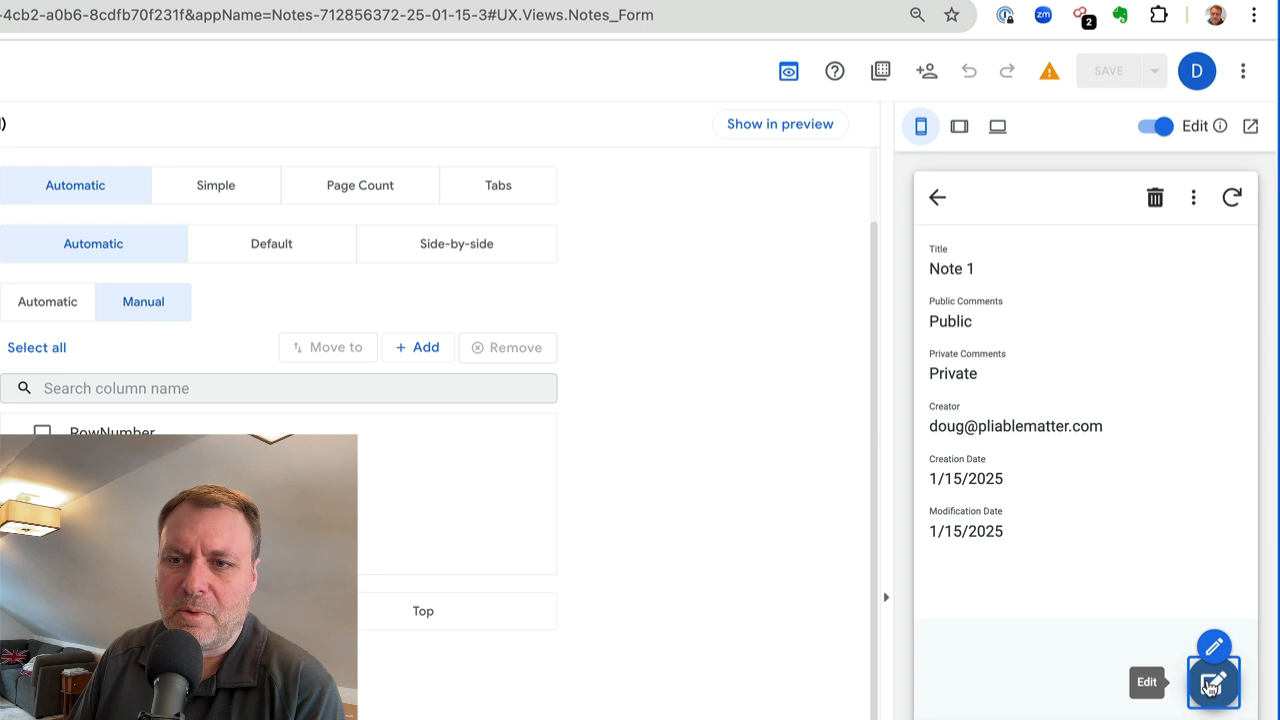 -4cb2-a0b6-8cdfb70f231f&appName=Notes-712856372-25-01-15-3#UX.Views.Notes_Form
zm
2
SAVE
D
)
Show in preview
Edit
Automatic Simple Page Count Tabs
Automatic Default Side-by-side
Automatic Manual
Select all Move to + Add Remove
Search column name
RowNumber
Top
Title
Note 1
Public Comments
Public
Private Comments
Private
Creator
doug@pliablematter.com
Creation Date
1/15/2025
Modification Date
1/15/2025
Edit